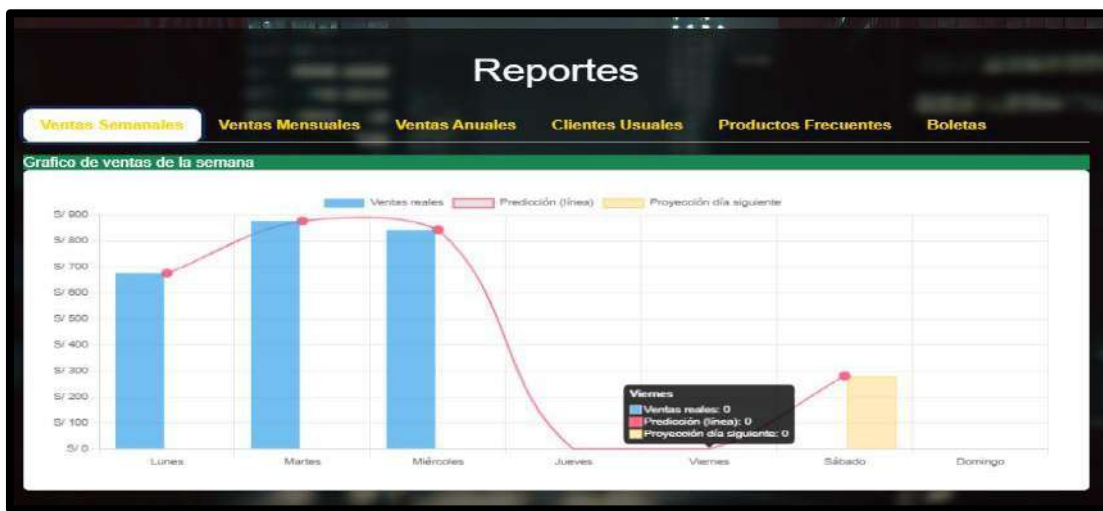 Reportes
Ventas Semanales Ventas Mensuales Ventas Anuales Clientes Usuales Productos Frecuentes Boletas
Grafico de ventas de la semana
Ventas reales Predicción (línea) Proyección día siguiente
S/ 900
S/ 800
S/ 700
S/ 600
S/ 500
S/ 400
S/ 300
S/ 200
S/ 100
S/ 0
Viernes
Ventas reales: 0
Predicción (línea): 0
Proyección día siguiente: 0
Lunes Martes Miércoles Jueves Viernes Sábado Domingo